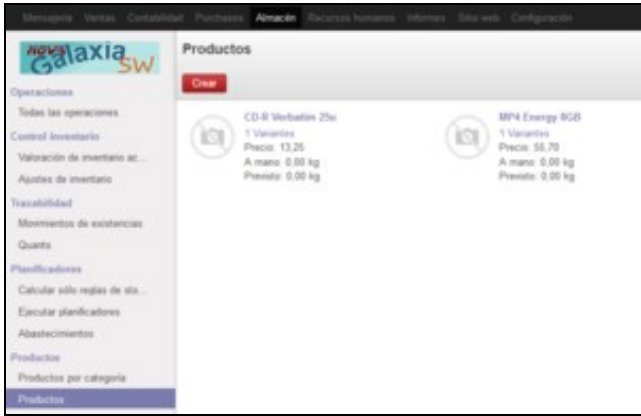 Mensajería Ventas Contabilidad Purchases Almacén Recursos humanos Informes Sitio web Configuración
Nova
Galaxia
SW
Productos
Crear
Operaciones
Todas las operaciones
Control inventario
Valoración de inventario ac...
Ajustes de inventario
Trazabilidad
Movimientos de existencias
Quants
Planificadores
Calcular sólo reglas de sto...
Ejecutar planificadores
Abastecimientos
Productos
Productos por categoría
Productos
CD-R Verbatim 25u
1 Variantes
Precio: 13,25
A mano: 0,00 kg
Previsto: 0,00 kg
MP4 Energy 8GB
1 Variantes
Precio: 55,70
A mano: 0,00 kg
Previsto: 0,00 kg